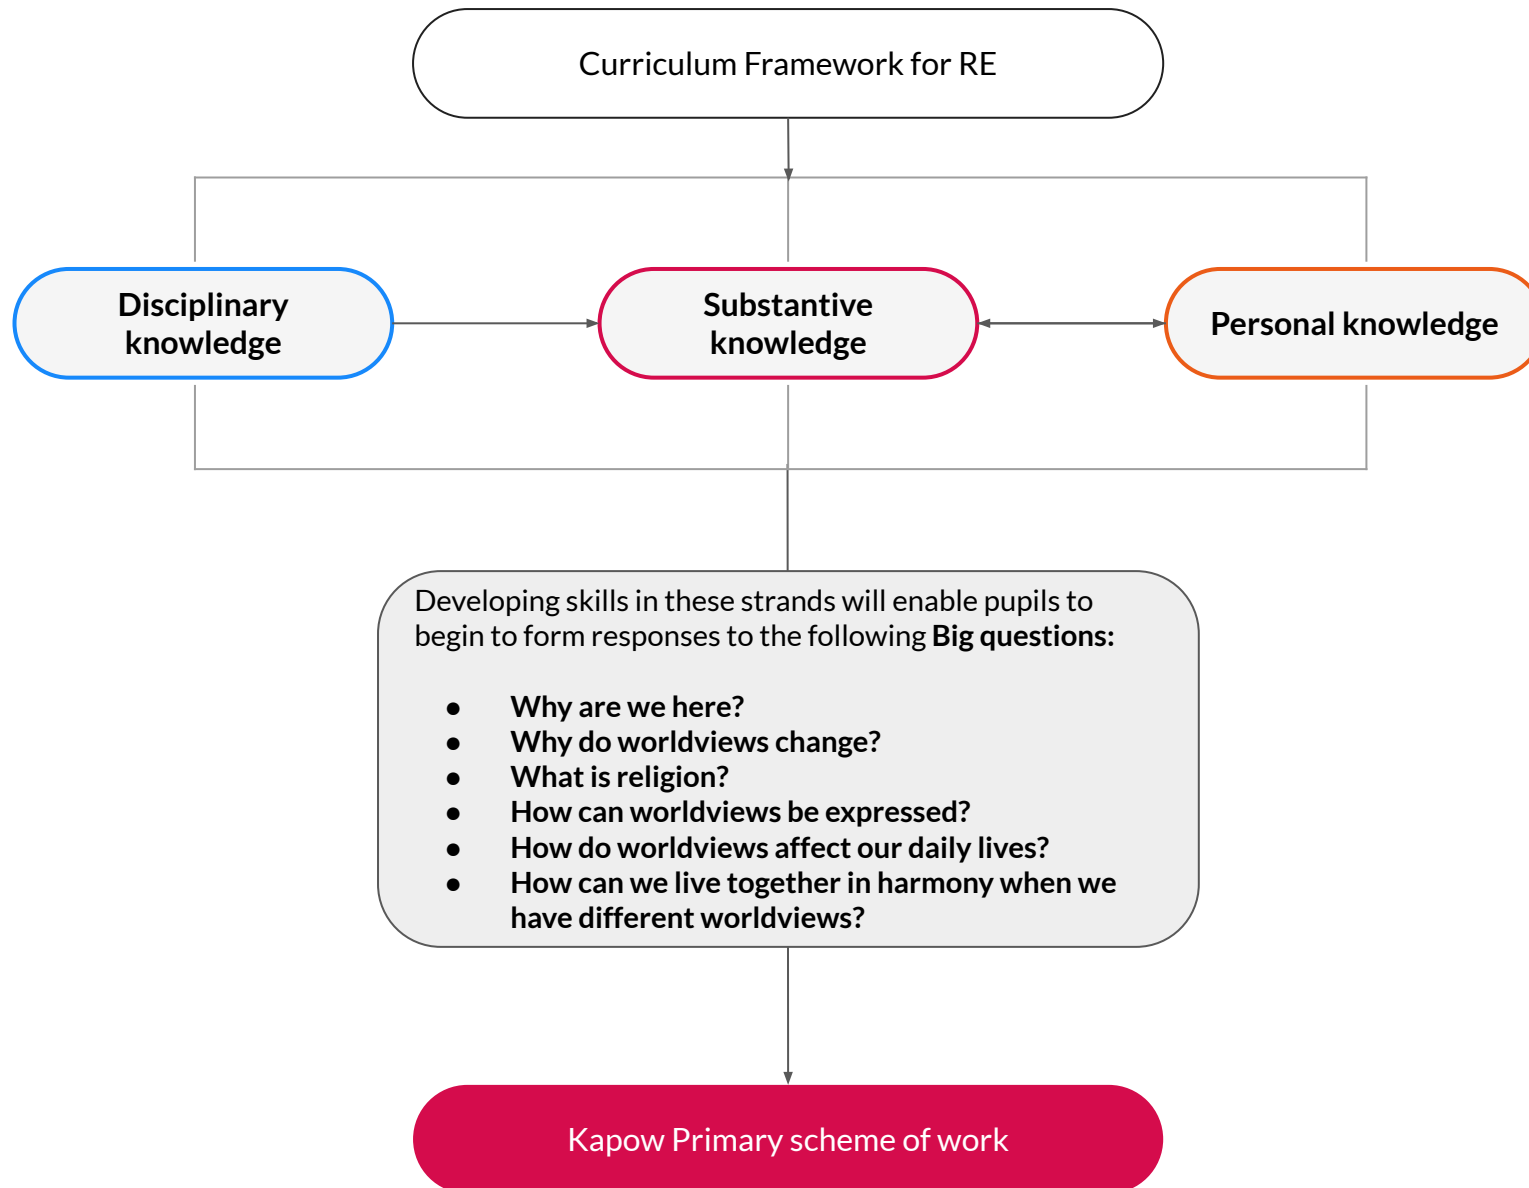 Curriculum Framework for RE
Disciplinary
knowledge
Substantive
knowledge
Personal knowledge
Developing skills in these strands will enable pupils to
begin to form responses to the following Big questions:
● Why are we here?
● Why do worldviews change?
● What is religion?
● How can worldviews be expressed?
● How do worldviews affect our daily lives?
● How can we live together in harmony when we
have different worldviews?
Kapow Primary scheme of work